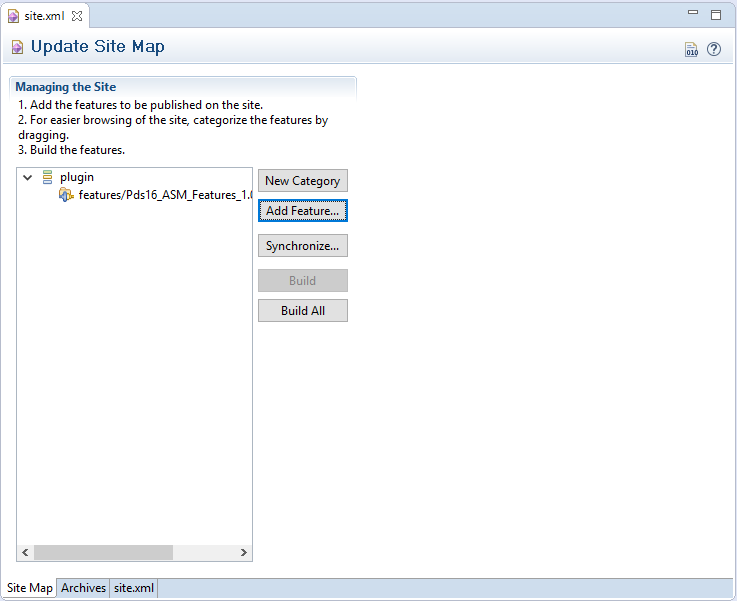 site.xml
Update Site Map
010
Managing the Site
1. Add the features to be published on the site.
2. For easier browsing of the site, categorize the features by
dragging.
3. Build the features.
plugin
features/Pds16_ASM_Features_1.0
New Category
Add Feature...
Synchronize...
Build
Build All
Site Map
Archives
site.xml